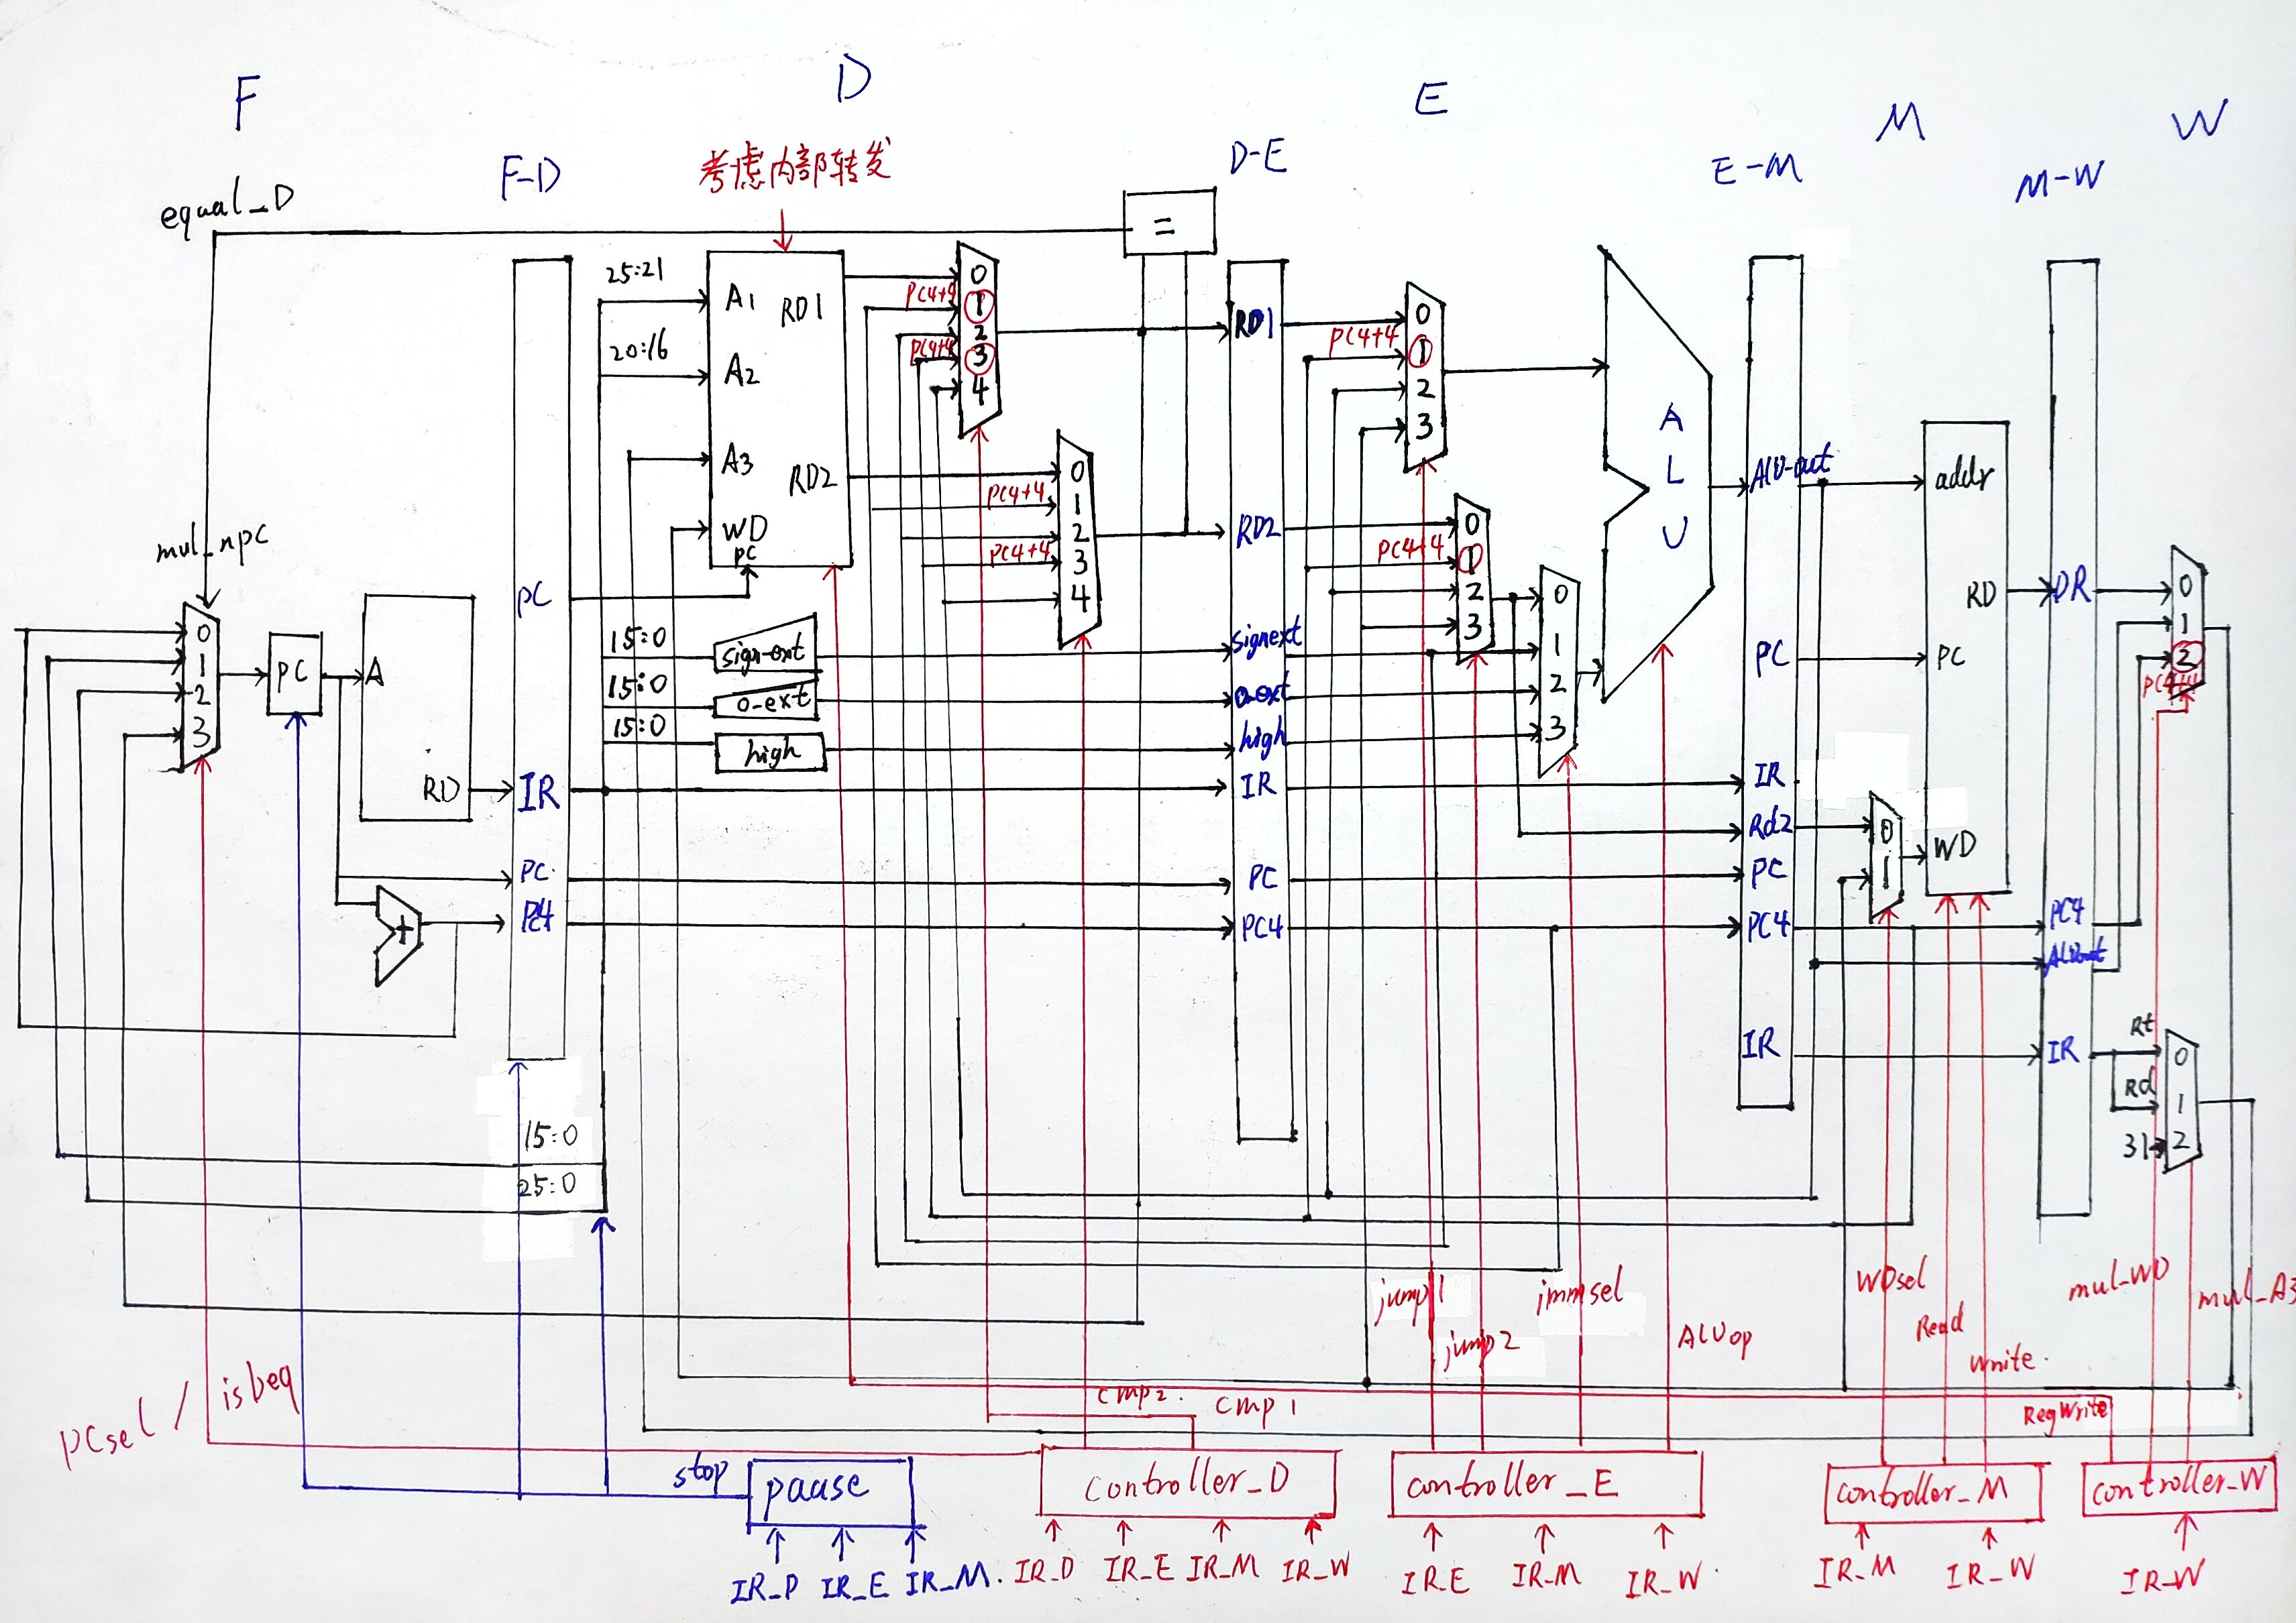 F
D
E
M
W
F-D
考虑内部转发
D-E
E-M
M-W
equal_D
=
25:21
20:16
A1
RD1
A2
A3
RD2
WD
PC
0
PC4+4
1
2
PC4+4
3
4
0
PC4+4
1
2
PC4+4
3
4
mul_npc
0
1
2
3
PC
A
RD
+
PC
IR
PC
PC4
15:0
sign-ext
15:0
0-ext
15:0
high
15:0
25:0
RD1
RD2
signext
0-ext
high
IR
PC
PC4
0
PC4+4
1
2
3
0
PC4+4
1
2
3
0
1
2
3
A
L
U
ALU-out
PC
IR
Rd2
PC
PC4
IR
addr
RD
PC
WD
0
1
DR
PC4
ALUout
IR
0
1
2
PC4+4
Rt
0
Rd
1
31
2
PCsel / isbeq
stop
pause
IR_D
IR_E
IR_M.
cmp2.
cmp1
controller_D
IR_D
IR_E
IR_M
IR_W
jump1
jump2
immsel
ALUop
controller_E
IR_E
IR_M
IR_W.
WDsel
Read
Write.
controller_M
IR_M
IR_W
mul_WD
mul_A3
RegWrite
controller_W
IR_W